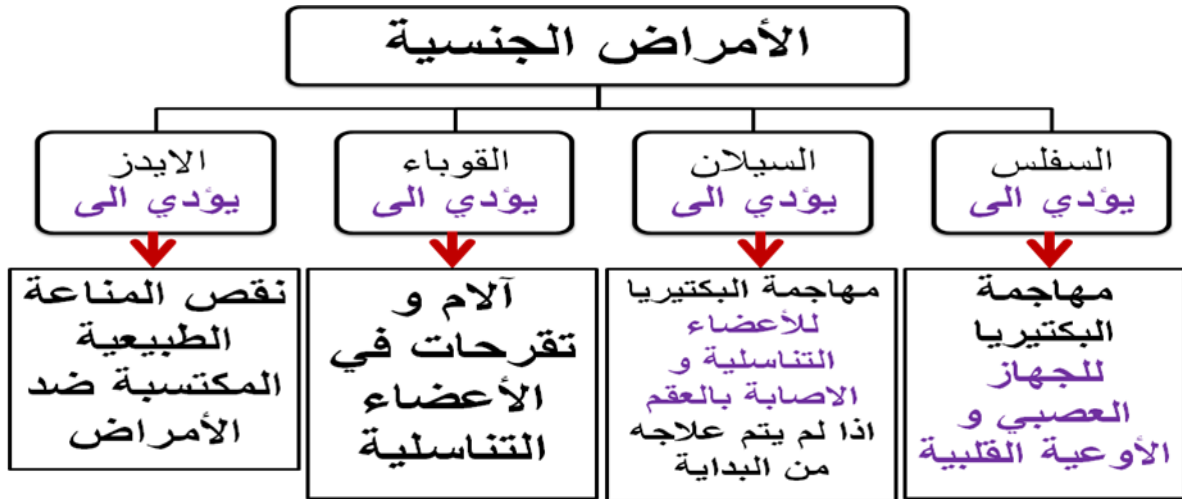 الأمراض الجنسية
السفلس
يؤدي الى
مهاجمة
البكتيريا
للجهاز
العصبي و
الأوعية القلبية
السيلان
يؤدي الى
مهاجمة البكتيريا
للأعضاء
التناسلية و
الاصابة بالعقم
اذا لم يتم علاجه
من البداية
القوباء
يؤدي الى
آلام و
تقرحات في
الأعضاء
التناسلية
الايدز
يؤدي الى
نقص المناعة
الطبيعية
المكتسبة ضد
الأمراض